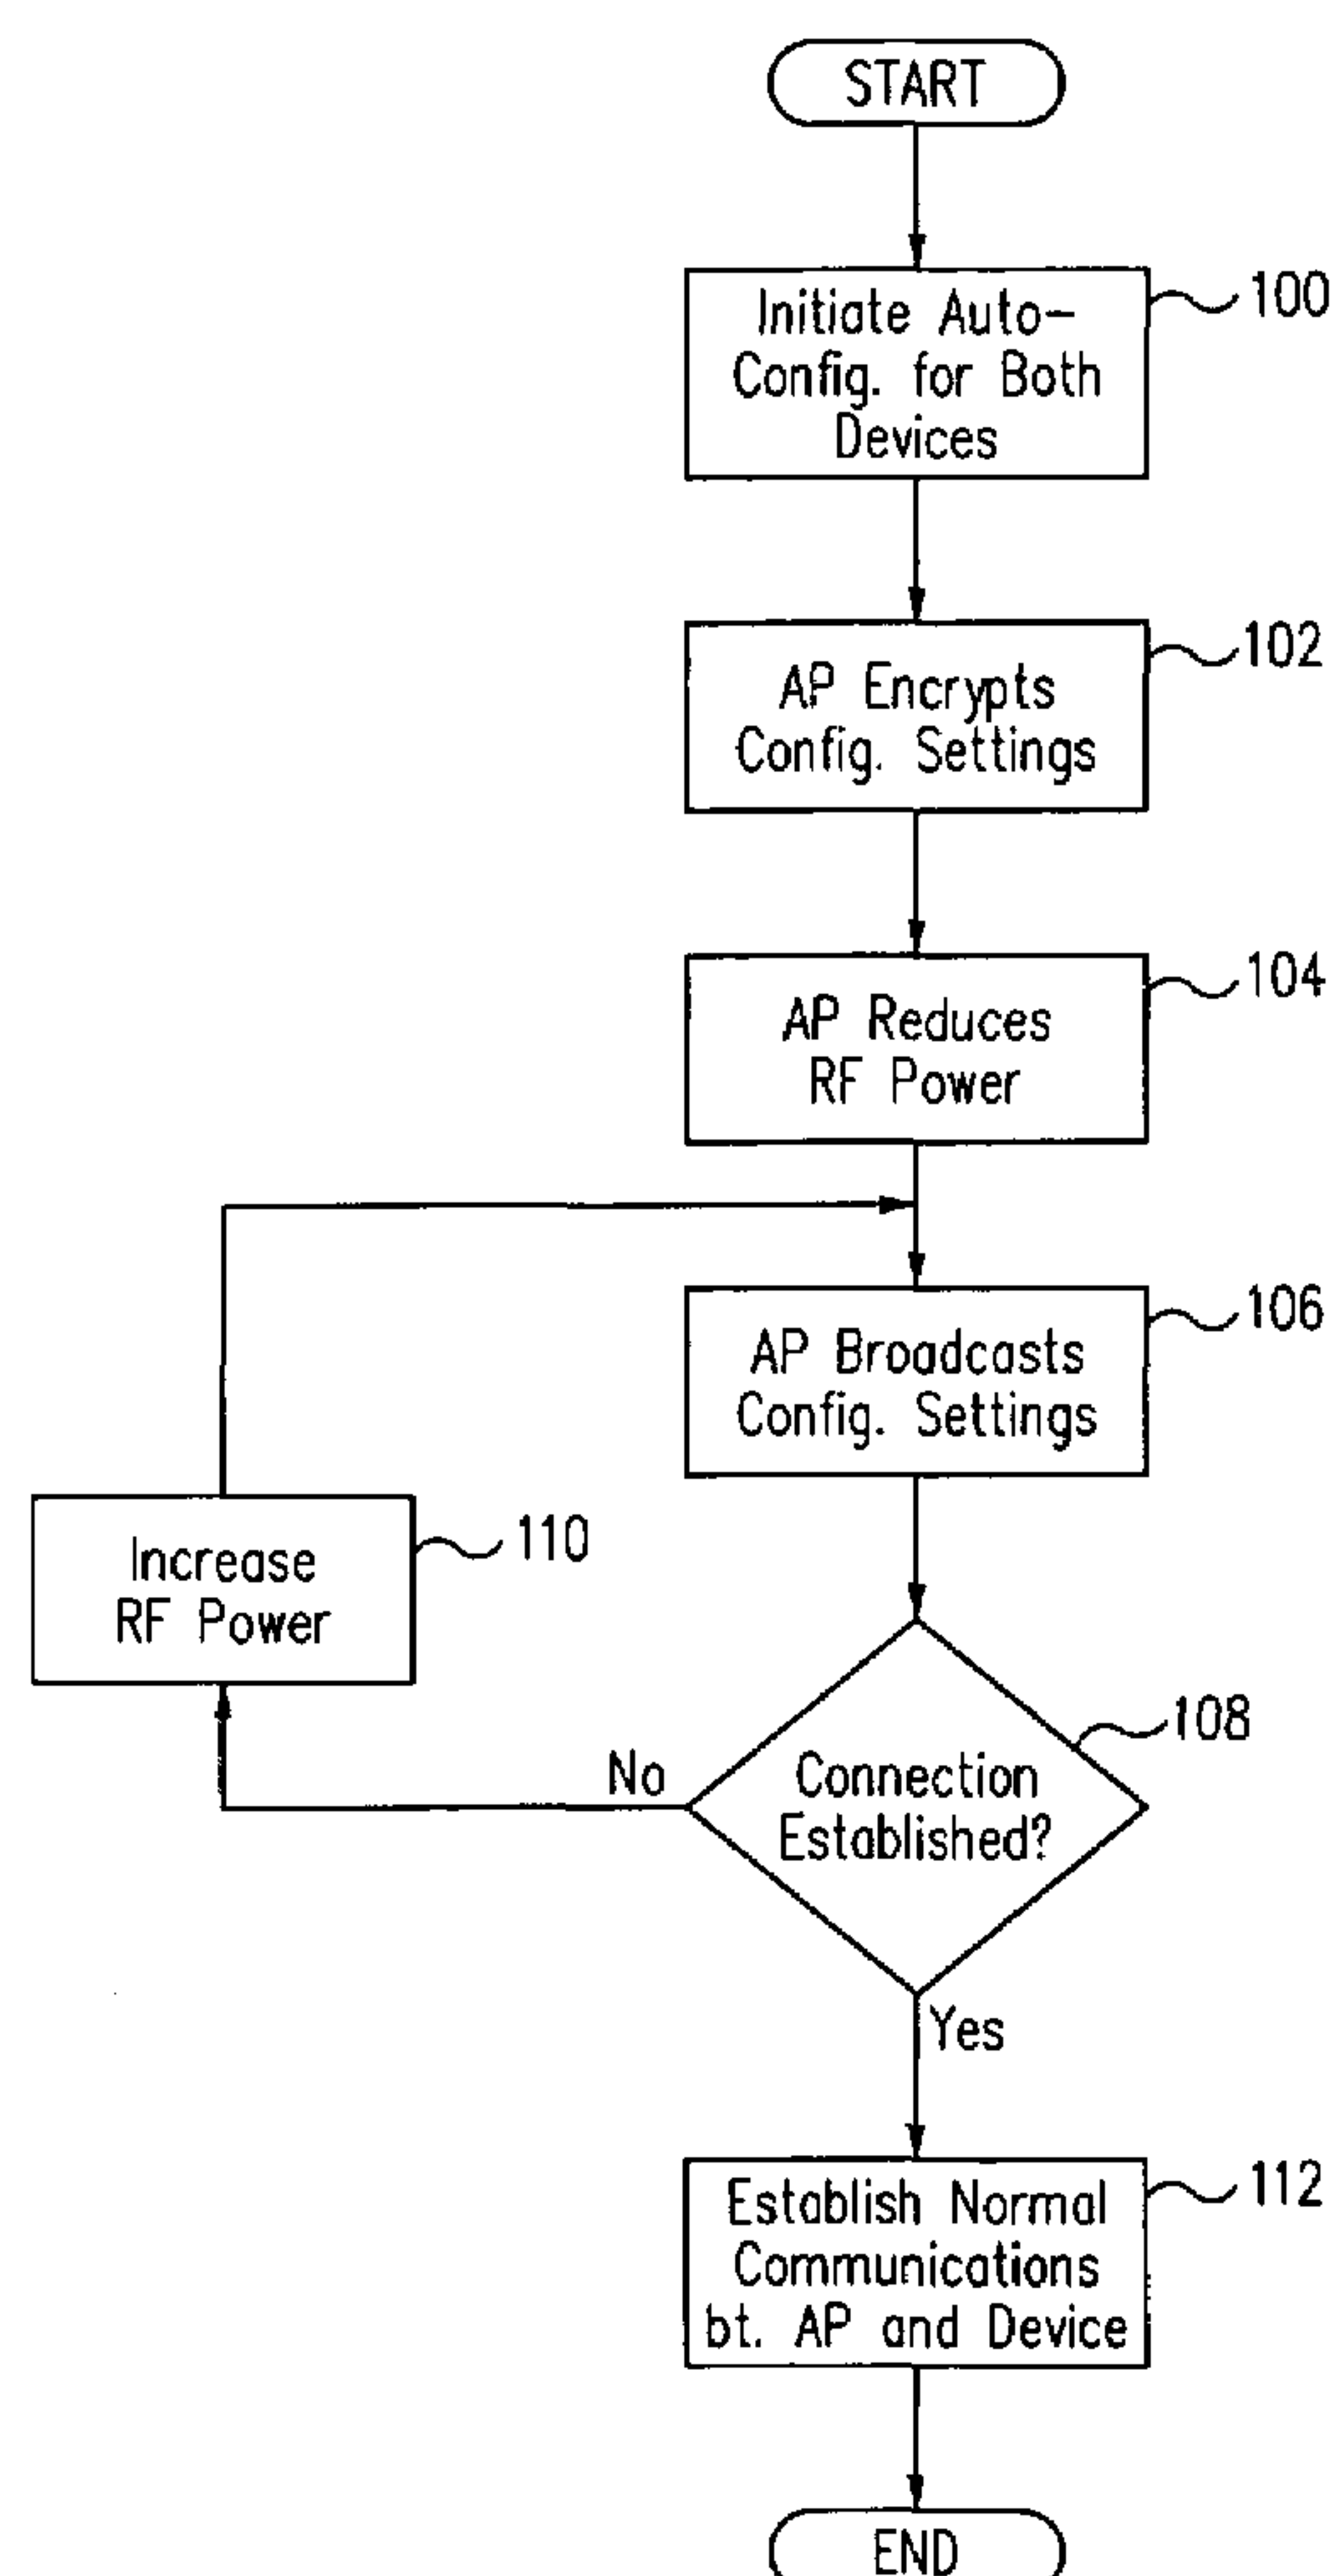 START
Initiate Auto-
Config. for Both
Devices
100
AP Encrypts
Config. Settings
102
AP Reduces
RF Power
104
AP Broadcasts
Config. Settings
106
Increase
RF Power
110
Connection
Established?
108
No
Yes
Establish Normal
Communications
bt. AP and Device
112
END